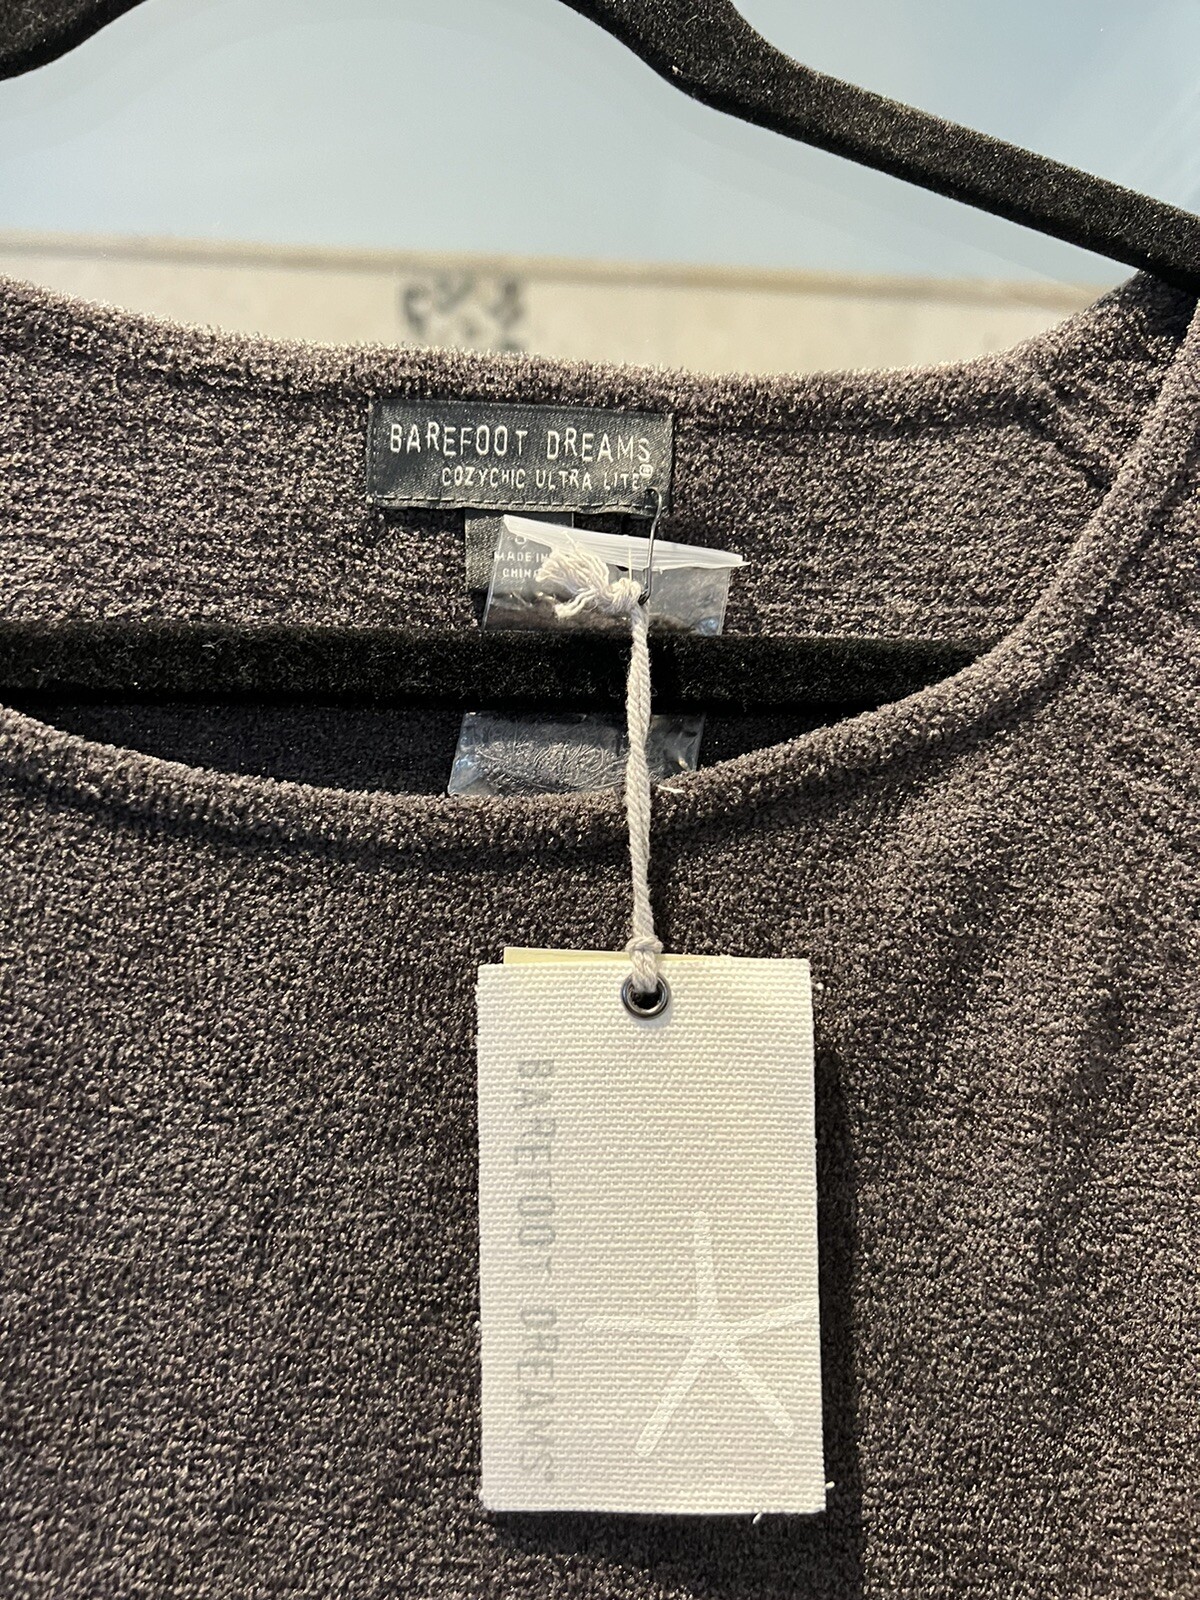 BAREFOOT DREAMS
COZYCHIC ULTRA LITE®
MADE IN
CHINA
BAREFOOT DREAMS®